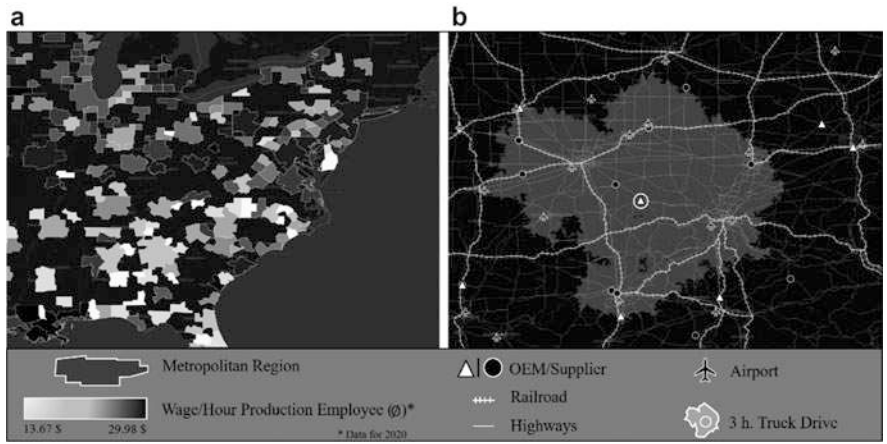 a
b
Metropolitan Region
Wage/Hour Production Employee (Ø)*
13.67 $
29.98 $
* Data for 2020
OEM/Supplier
Railroad
Highways
Airport
3 h. Truck Drive